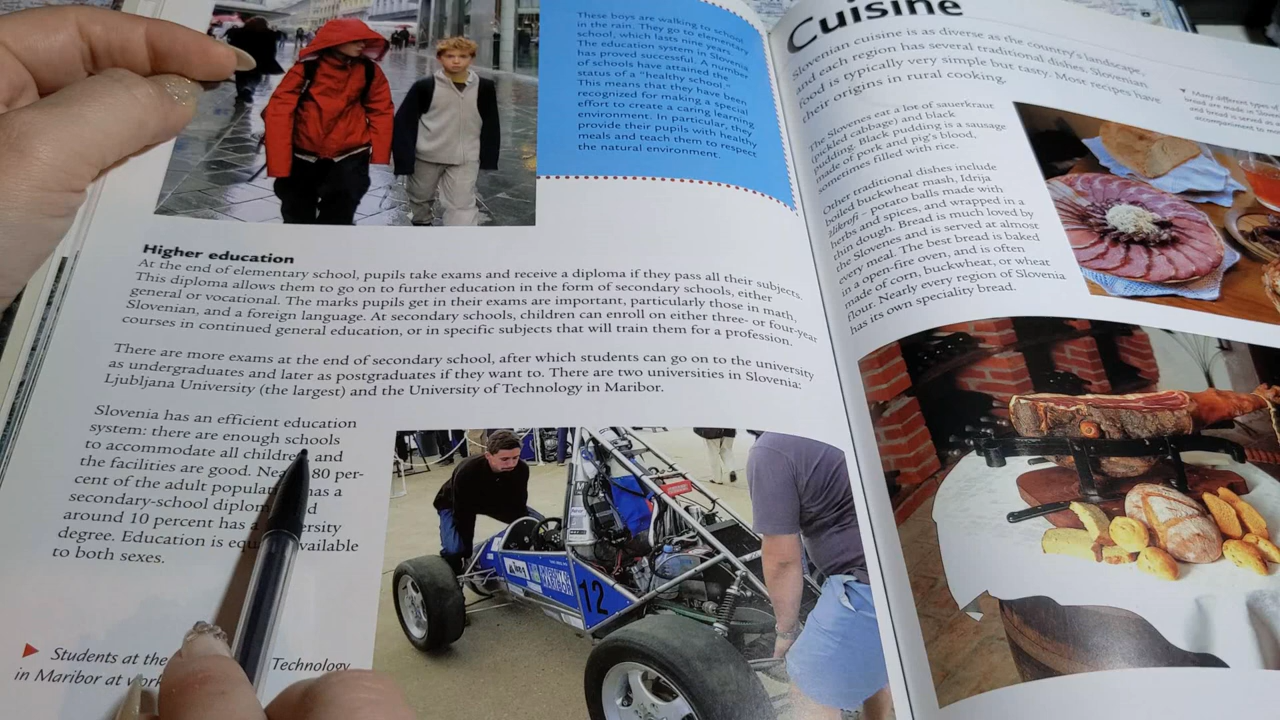 These boys are walking to school
in the rain. They go to elementary
school, which lasts nine years.
The education system in Slovenia
has proved successful. A number
of schools have attained the
status of a "healthy school."
This means that they have been
recognized for making a special
effort to create a caring learning
environment. In particular, they
provide their pupils with healthy
meals and teach them to respect
the natural environment.
Higher education
At the end of elementary school, pupils take exams and receive a diploma if they pass all their subjects.
This diploma allows them to go on to higher education in the form of secondary schools, either
general or vocational. The marks pupils get in their exams are important, particularly those in math,
Slovenian, and a foreign language. At secondary schools, children can enroll on either three- or four-year
courses in continued general education, or in specific subjects that will train them for a profession.
There are more exams at the end of secondary school, after which students can go on to the university
as undergraduates and later as postgraduates if they want to. There are two universities in Slovenia:
Ljubljana University (the largest) and the University of Technology in Maribor.
Slovenia has an efficient education
system: there are enough schools
to accommodate all children, and
the facilities are good. 80 per-
cent of the adult has a
secondary-school
around 10 percent has a
degree. Education is available
to both sexes.
Students at the Technology
in Maribor at
12
Cuisine
Slovenian cuisine is as diverse as the country's landscape,
and each region has several traditional dishes. Slovenian
food is typically very simple but tasty. Most recipes have
their origins in rural cooking.
The Slovenes eat a lot of sauerkraut
(pickled cabbage) and black
pudding. Black pudding is a sausage
made of pork and pig's blood,
sometimes filled with rice.
Other traditional dishes include
boiled buckwheat mash, Idrija
žlikrofi – potato balls made with
herbs and spices, and wrapped in a
thin dough. Bread is much loved by
the Slovenes and is served at almost
every meal. The best bread is baked
in a open-fire oven, and is often
made of corn, buckwheat, or wheat
flour. Nearly every region of Slovenia
has its own speciality bread.
Many different types of
bread are made in
and bread is served as
accompaniment to